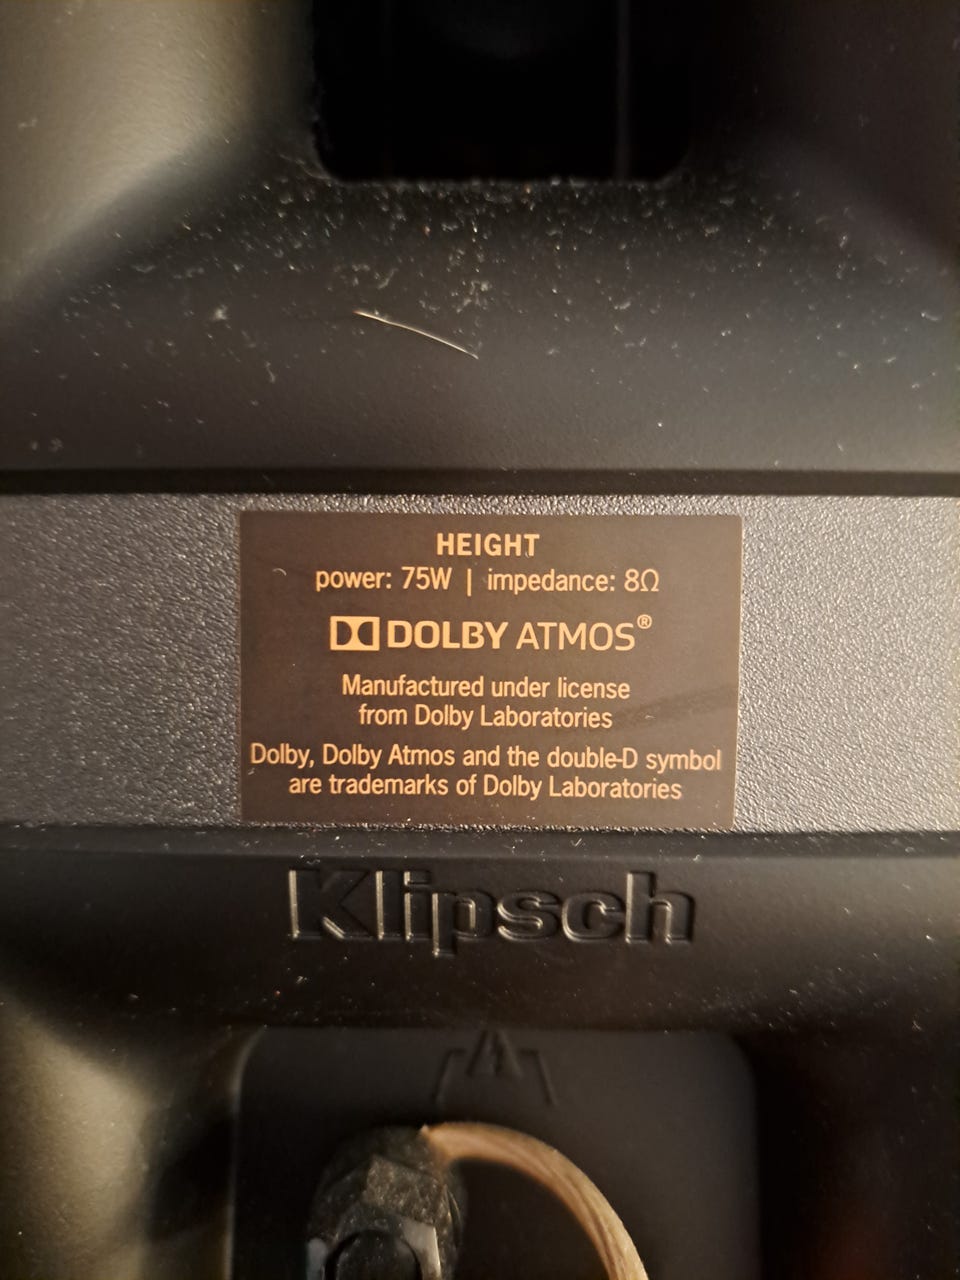 HEIGHT
power: 75W | impedance: 8Ω
DOLBY ATMOS®
Manufactured under license
from Dolby Laboratories
Dolby, Dolby Atmos and the double-D symbol
are trademarks of Dolby Laboratories
Klipsch